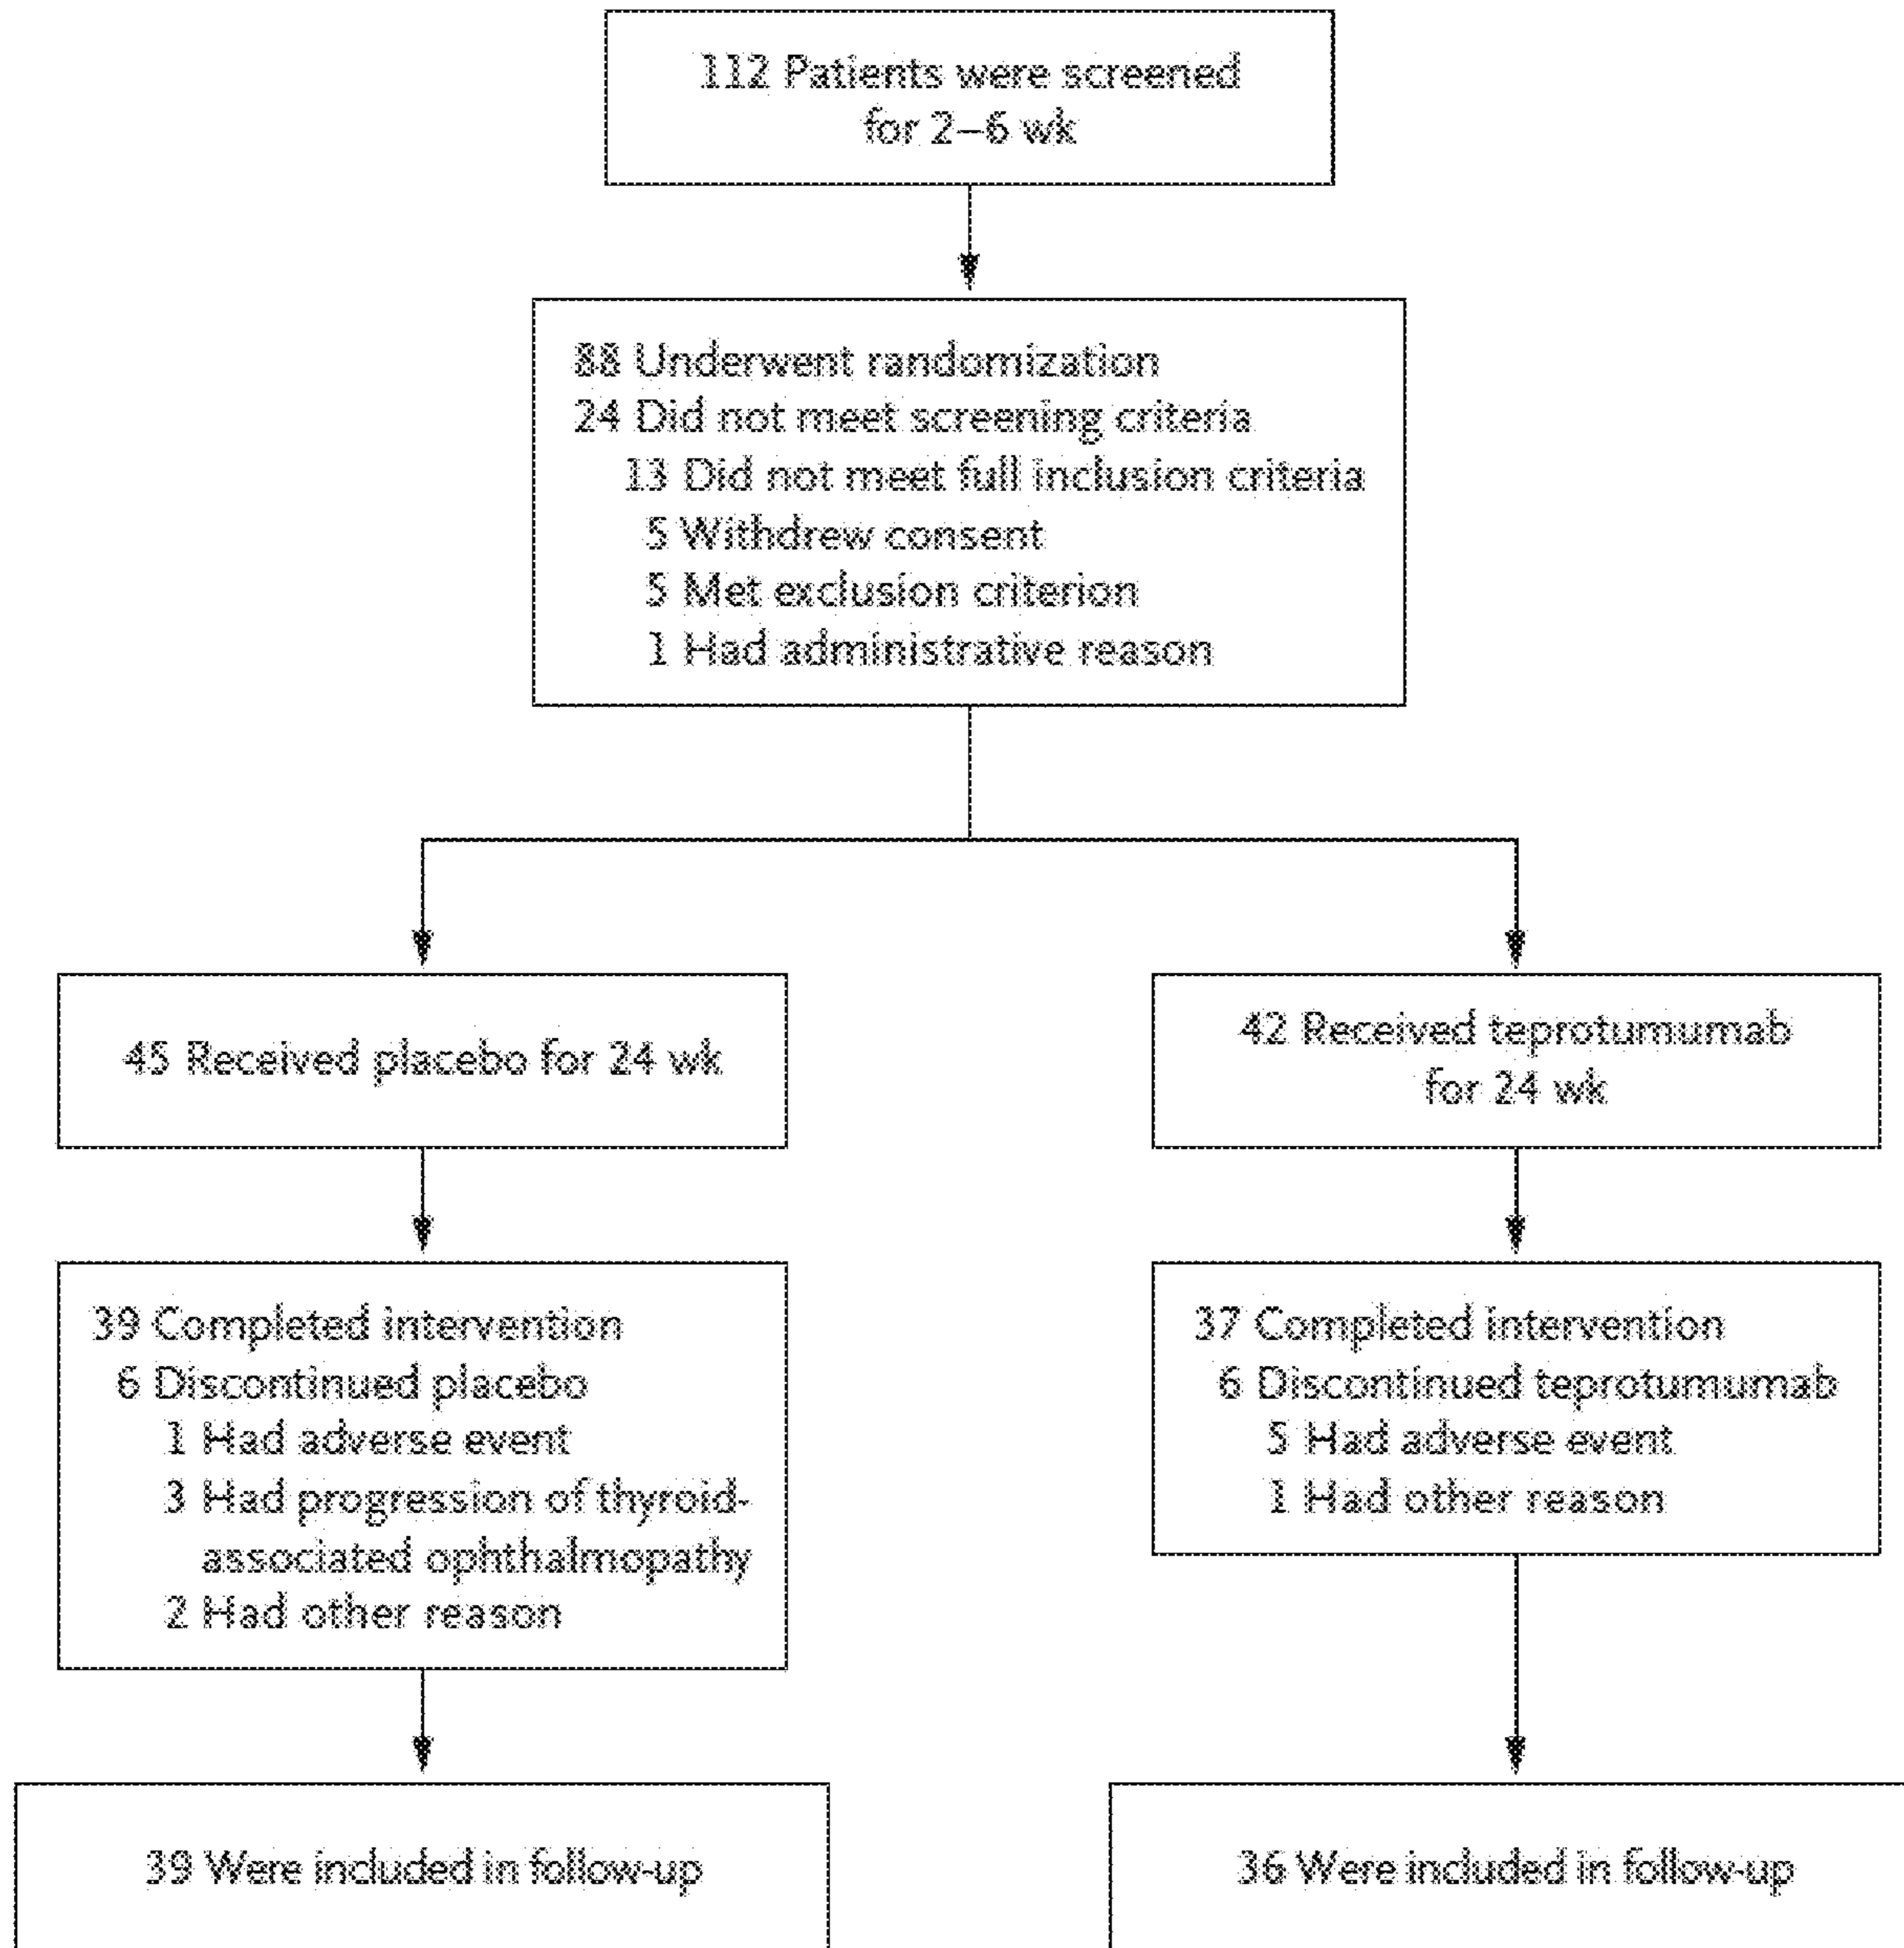 112 Patients were screened
for 2–6 wk
88 Underwent randomization
24 Did not meet screening criteria
13 Did not meet full inclusion criteria
5 Withdrew consent
5 Met exclusion criterion
1 Had administrative reason
45 Received placebo for 24 wk
42 Received teprotumumab
for 24 wk
39 Completed intervention
6 Discontinued placebo
1 Had adverse event
3 Had progression of thyroid-
associated ophthalmopathy
2 Had other reason
37 Completed intervention
6 Discontinued teprotumumab
5 Had adverse event
1 Had other reason
39 Were included in follow-up
36 Were included in follow-up